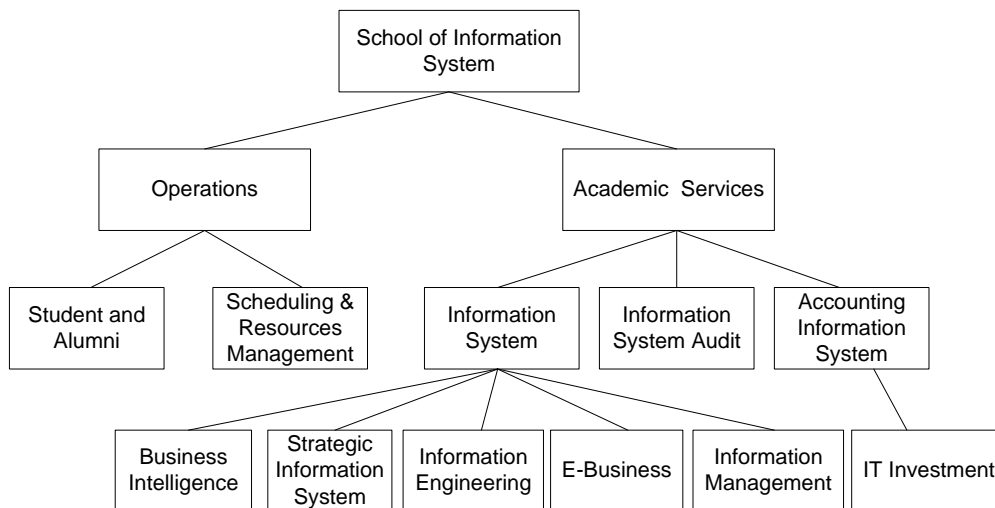 School of Information
System
Operations
Academic Services
Student and
Alumni
Scheduling &
Resources
Management
Information
System
Information
System Audit
Accounting
Information
System
Business
Intelligence
Strategic
Information
System
Information
Engineering
E-Business
Information
Management
IT Investment